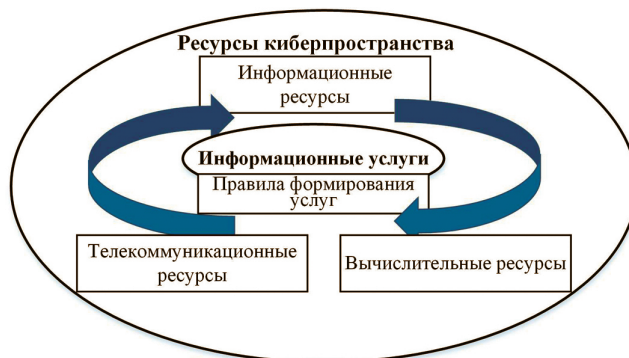 Ресурсы киберпространства
Информационные
ресурсы
Информационные услуги
Правила формирования
услуг
Телекоммуникационные
ресурсы
Вычислительные ресурсы